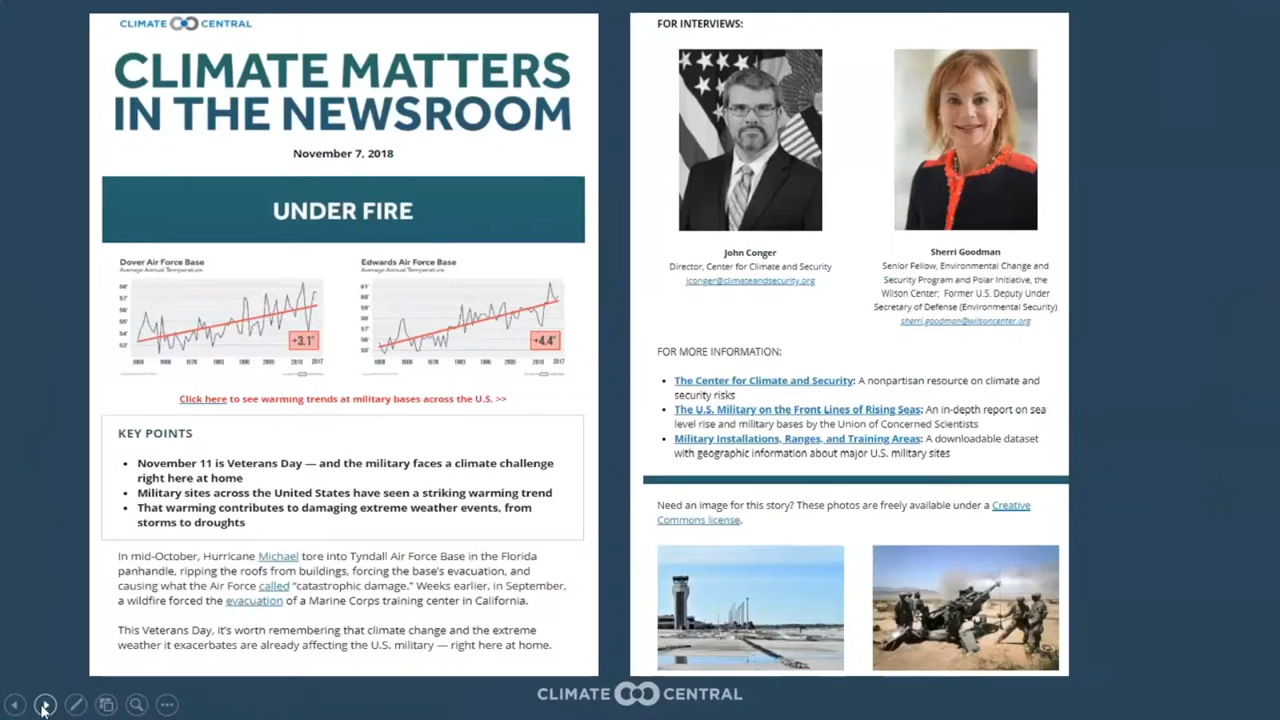 CLIMATE CENTRAL
CLIMATE MATTERS
IN THE NEWSROOM
November 7, 2018
UNDER FIRE
Dover Air Force Base
Average Annual Temperature
+3.1°
Edwards Air Force Base
Average Annual Temperature
+4.4°
Click here to see warming trends at military bases across the U.S. >>
KEY POINTS
• November 11 is Veterans Day — and the military faces a climate challenge
right here at home
• Military sites across the United States have seen a striking warming trend
• That warming contributes to damaging extreme weather events, from
storms to droughts
In mid-October, Hurricane Michael tore into Tyndall Air Force Base in the Florida
panhandle, ripping the roofs from buildings, forcing the base's evacuation, and
causing what the Air Force called "catastrophic damage." Weeks earlier, in September,
a wildfire forced the evacuation of a Marine Corps training center in California.
This Veterans Day, it's worth remembering that climate change and the extreme
weather it exacerbates are already affecting the U.S. military — right here at home.
FOR INTERVIEWS:
John Conger
Director, Center for Climate and Security
jconger@climateandsecurity.org
Sherri Goodman
Senior Fellow, Environmental Change and
Security Program and Polar Initiative, the
Wilson Center; Former U.S. Deputy Under
Secretary of Defense (Environmental Security)
sherri.goodman@wilsoncenter.org
FOR MORE INFORMATION:
• The Center for Climate and Security: A nonpartisan resource on climate and
security risks
• The U.S. Military on the Front Lines of Rising Seas: An in-depth report on sea
level rise and military bases by the Union of Concerned Scientists
• Military Installations, Ranges, and Training Areas: A downloadable dataset
with geographic information about major U.S. military sites
Need an image for this story? These photos are freely available under a Creative
Commons license.
CLIMATE CENTRAL